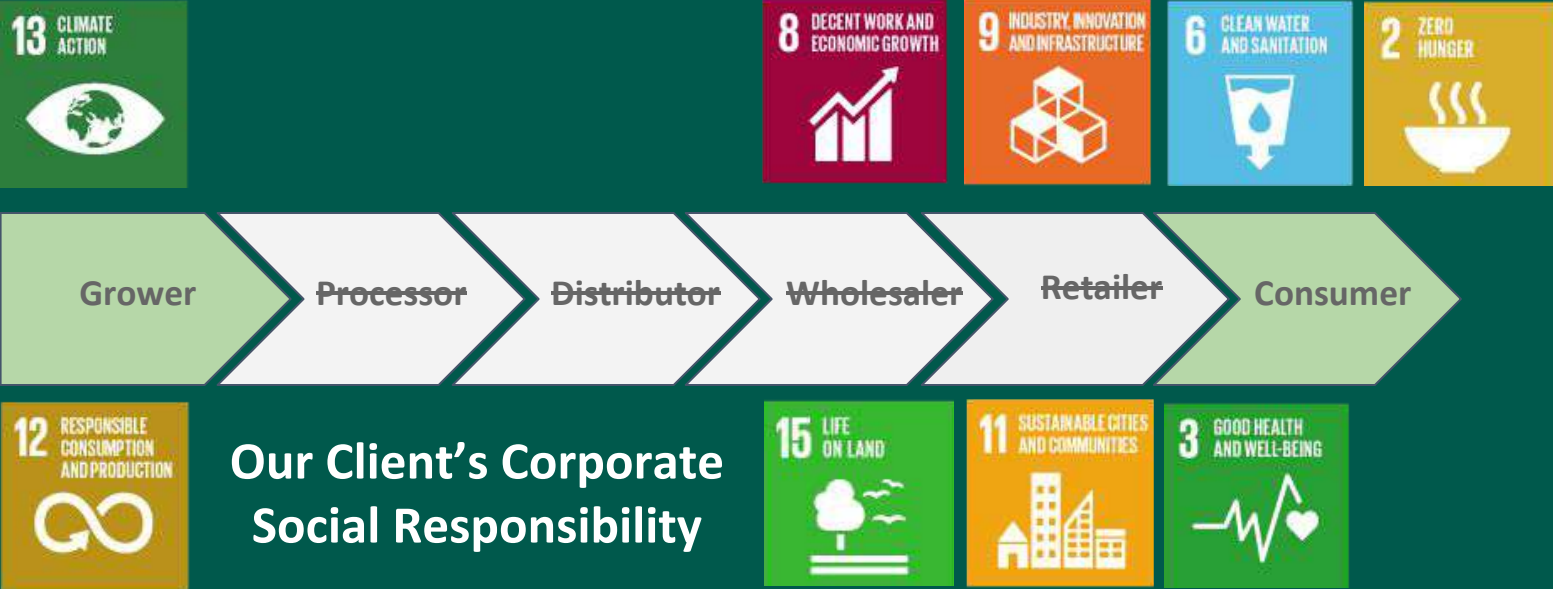 13 CLIMATE
ACTION
8 DECENT WORK AND
ECONOMIC GROWTH
9 INDUSTRY, INNOVATION
AND INFRASTRUCTURE
6 CLEAN WATER
AND SANITATION
2 ZERO
HUNGER
Grower
Processor
Distributor
Wholesaler
Retailer
Consumer
12 RESPONSIBLE
CONSUMPTION
AND PRODUCTION
Our Client’s Corporate
Social Responsibility
15 LIFE
ON LAND
11 SUSTAINABLE CITIES
AND COMMUNITIES
3 GOOD HEALTH
AND WELL-BEING